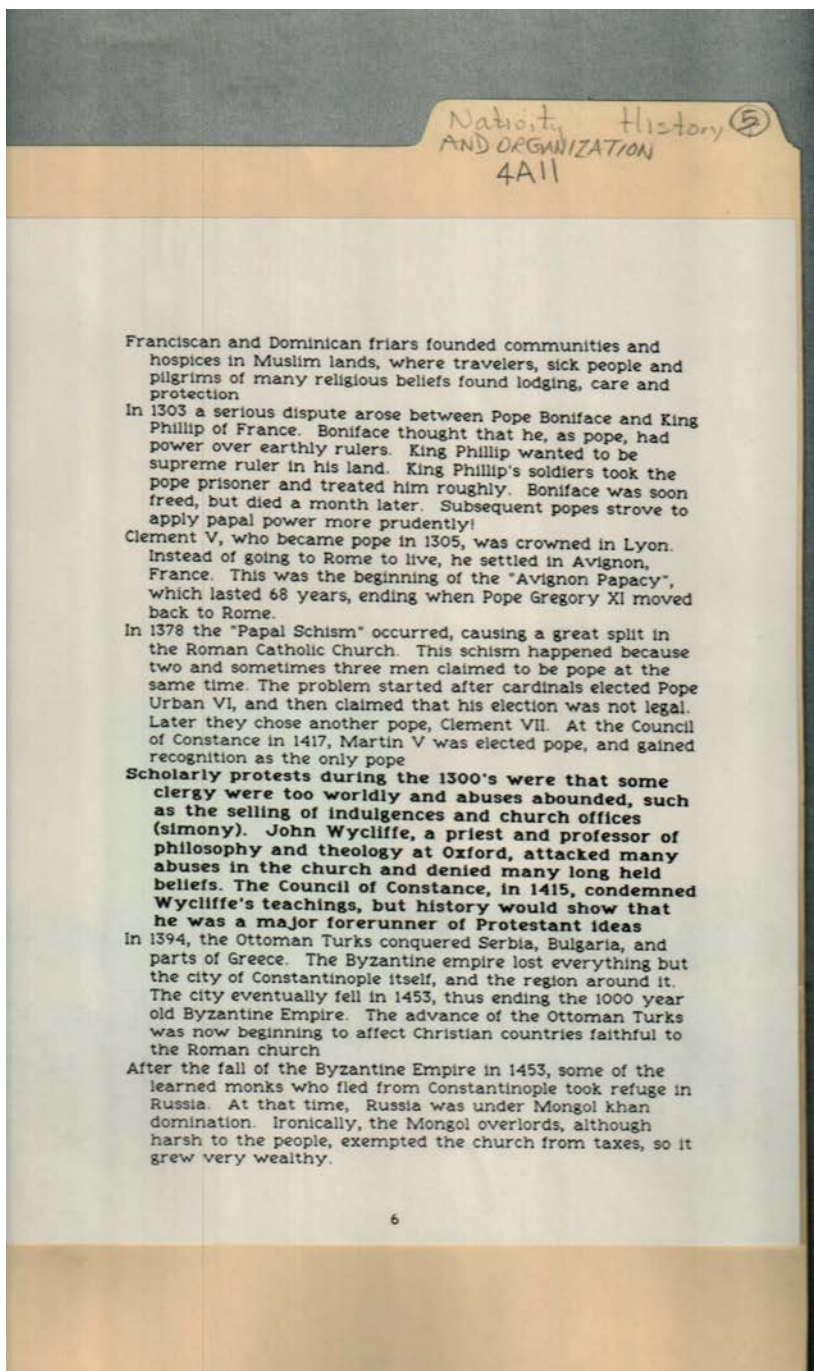 Nativity History 5
AND ORGANIZATION
4A11
Franciscan and Dominican friars founded communities and
hospices in Muslim lands, where travelers, sick people and
pilgrims of many religious beliefs found lodging, care and
protection
In 1303 a serious dispute arose between Pope Boniface and King
Phillip of France. Boniface thought that he, as pope, had
power over earthly rulers. King Phillip wanted to be
supreme ruler in his land. King Phillip's soldiers took the
pope prisoner and treated him roughly. Boniface was soon
freed, but died a month later. Subsequent popes strove to
apply papal power more prudently!
Clement V, who became pope in 1305, was crowned in Lyon.
Instead of going to Rome to live, he settled in Avignon,
France. This was the beginning of the "Avignon Papacy",
which lasted 68 years, ending when Pope Gregory XI moved
back to Rome.
In 1378 the "Papal Schism" occurred, causing a great split in
the Roman Catholic Church. This schism happened because
two and sometimes three men claimed to be pope at the
same time. The problem started after cardinals elected Pope
Urban VI, and then claimed that his election was not legal.
Later they chose another pope, Clement VII. At the Council
of Constance in 1417, Martin V was elected pope, and gained
recognition as the only pope
Scholarly protests during the 1300's were that some
clergy were too worldly and abuses abounded, such
as the selling of indulgences and church offices
(simony). John Wycliffe, a priest and professor of
philosophy and theology at Oxford, attacked many
abuses in the church and denied many long held
beliefs. The Council of Constance, in 1415, condemned
Wycliffe's teachings, but history would show that
he was a major forerunner of Protestant ideas
In 1394, the Ottoman Turks conquered Serbia, Bulgaria, and
parts of Greece. The Byzantine empire lost everything but
the city of Constantinople itself, and the region around it.
The city eventually fell in 1453, thus ending the 1000 year
old Byzantine Empire. The advance of the Ottoman Turks
was now beginning to affect Christian countries faithful to
the Roman church
After the fall of the Byzantine Empire in 1453, some of the
learned monks who fled from Constantinople took refuge in
Russia. At that time, Russia was under Mongol khan
domination. Ironically, the Mongol overlords, although
harsh to the people, exempted the church from taxes, so it
grew very wealthy.
6